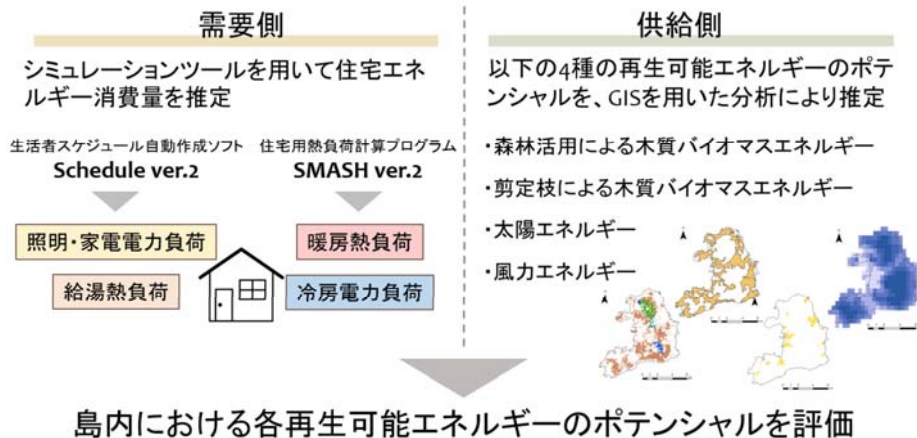 需要側
シミュレーションツールを用いて住宅エネ
ルギー消費量を推定
生活者スケジュール自動作成ソフト
Schedule ver.2
住宅用熱負荷計算プログラム
SMASH ver.2
照明・家電電力負荷
給湯熱負荷
暖房熱負荷
冷房電力負荷
供給側
以下の4種の再生可能エネルギーのポテ
ンシャルを、GISを用いた分析により推定
・森林活用による木質バイオマスエネルギー
・剪定枝による木質バイオマスエネルギー
・太陽エネルギー
・風力エネルギー
島内における各再生可能エネルギーのポテンシャルを評価